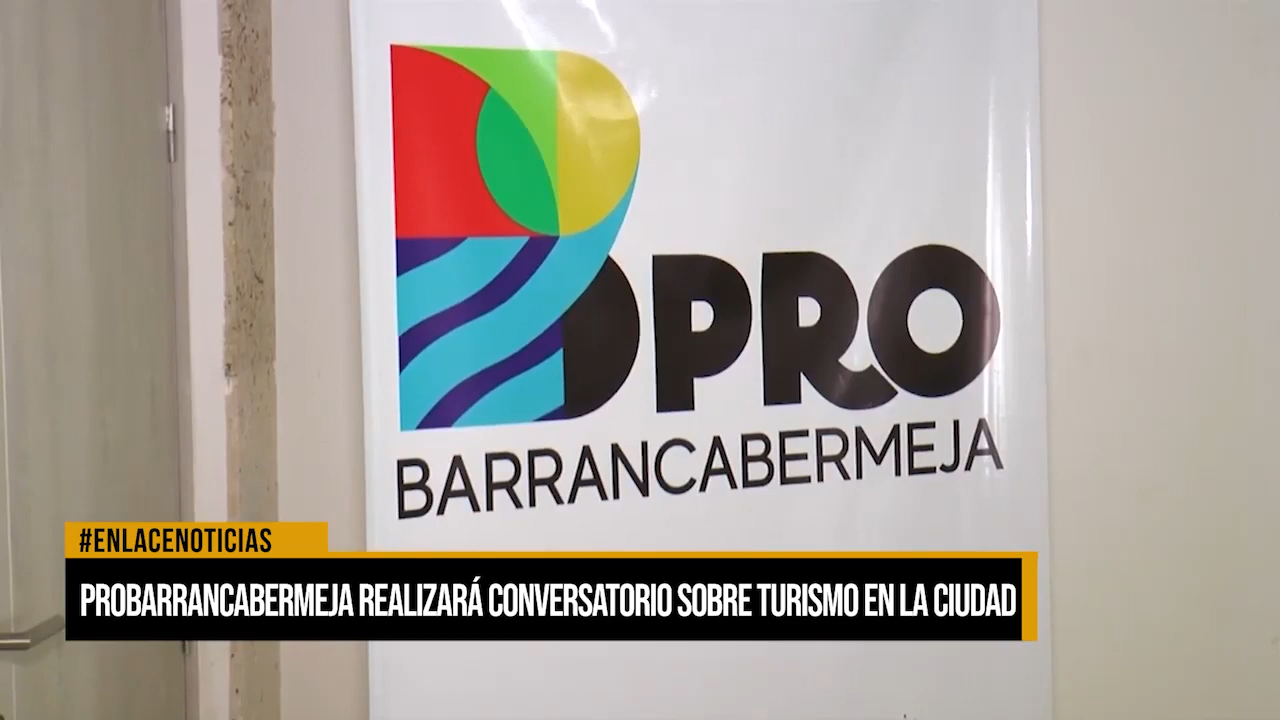 PRO
BARRANCABERMEJA
#ENLACENOTICIAS
PROBARRANCABERMEJA REALIZARÁ CONVERSATORIO SOBRE TURISMO EN LA CIUDAD